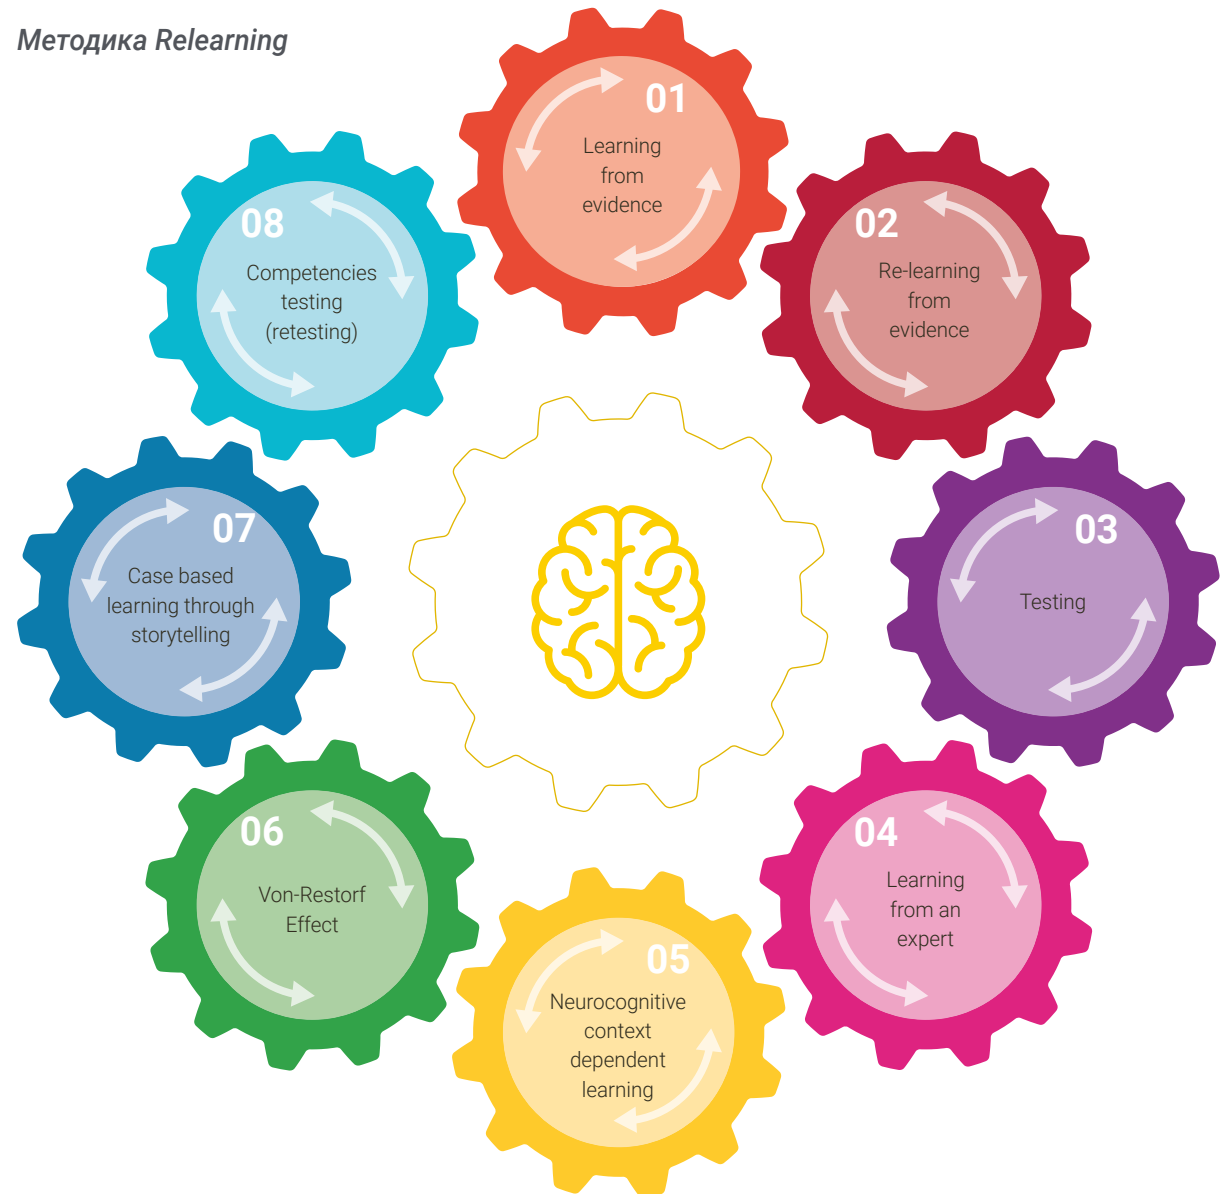 Методика Relearning
01
Learning
from
evidence
02
Re-learning
from
evidence
03
Testing
04
Learning
from an
expert
05
Neurocognitive
context
dependent
learning
06
Von-Restorf
Effect
07
Case based
learning through
storytelling
08
Competencies
testing
(retesting)